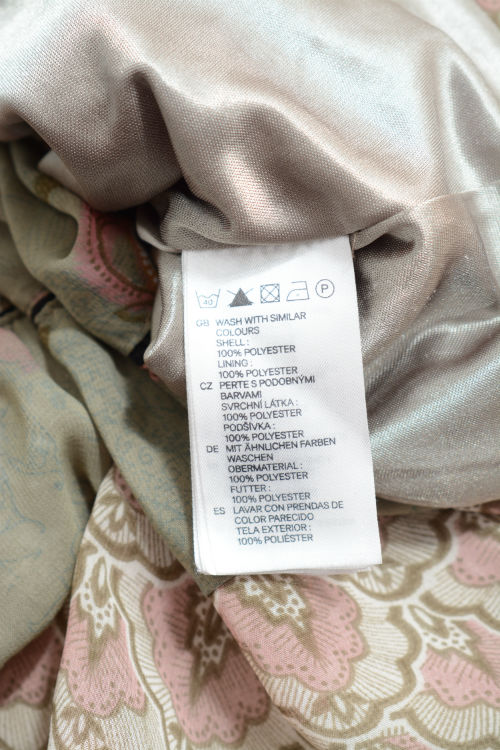 40 P
GB WASH WITH SIMILAR
COLOURS
SHELL :
100% POLYESTER
LINING :
100% POLYESTER
CZ PERTE S PODOBNÝMI
BARVAMI
SVRCHNÍ LÁTKA :
100% POLYESTER
PODŠÍVKA :
100% POLYESTER
DE MIT ÄHNLICHEN FARBEN
WASCHEN
OBERMATERIAL :
100% POLYESTER
FUTTER :
100% POLYESTER
ES LAVAR CON PRENDAS DE
COLOR PARECIDO
TELA EXTERIOR :
100% POLIÉSTER